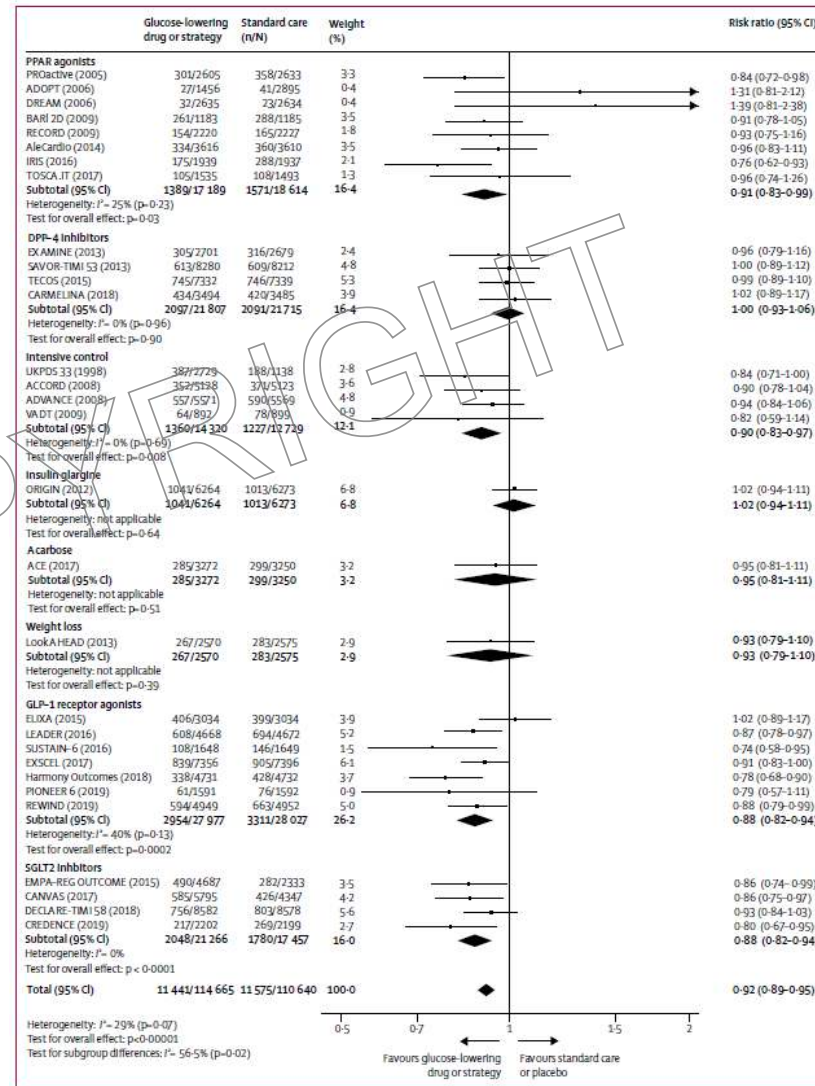 Glucose-lowering drug or strategy Standard care (n/N) Weight (%) Risk ratio (95% CI)
PPAR agonists
PROactive (2005) 301/2605 358/2633 3·3 0·84 (0·72–0·98)
ADOPT (2006) 27/1456 41/2895 0·4 1·31 (0·81–2·12)
DREAM (2006) 32/2635 23/2634 0·4 1·39 (0·81–2·38)
BARI 2D (2009) 261/1183 288/1185 3·5 0·91 (0·78–1·05)
RECORD (2009) 154/2220 165/2227 1·8 0·93 (0·75–1·16)
AleCardio (2014) 334/3616 360/3610 3·5 0·96 (0·83–1·11)
IRIS (2016) 175/1939 288/1937 2·1 0·76 (0·62–0·93)
TOSCA.IT (2017) 105/1535 108/1493 1·3 0·96 (0·74–1·26)
Subtotal (95% CI) 1389/17 189 1571/18 614 16·4 0·91 (0·83–0·99)
Heterogeneity: I²= 25% (p=0·23)
Test for overall effect: p=0·03
DPP-4 inhibitors
EXAMINE (2013) 305/2701 316/2679 2·4 0·96 (0·79–1·16)
SAVOR-TIMI 53 (2013) 613/8280 609/8212 4·8 1·00 (0·89–1·12)
TECOS (2015) 745/7332 746/7339 5·3 0·99 (0·89–1·10)
CARMELINA (2018) 434/3494 420/3485 3·9 1·02 (0·89–1·17)
Subtotal (95% CI) 2097/21 807 2091/21 715 16·4 1·00 (0·93–1·06)
Heterogeneity: I²= 0% (p=0·96)
Test for overall effect: p=0·90
Intensive control
UKPDS 33 (1998) 387/2729 188/1138 2·8 0·84 (0·71–1·00)
ACCORD (2008) 352/5128 371/5123 3·6 0·90 (0·78–1·04)
ADVANCE (2008) 557/5571 590/5569 4·8 0·94 (0·84–1·06)
VADT (2009) 64/892 78/899 0·9 0·82 (0·59–1·14)
Subtotal (95% CI) 1360/14 320 1227/12 729 12·1 0·90 (0·83–0·97)
Heterogeneity: I²= 0% (p=0·69)
Test for overall effect: p=0·008
Insulin glargine
ORIGIN (2012) 1041/6264 1013/6273 6·8 1·02 (0·94–1·11)
Subtotal (95% CI) 1041/6264 1013/6273 6·8 1·02 (0·94–1·11)
Heterogeneity: not applicable
Test for overall effect: p=0·64
Acarbose
ACE (2017) 285/3272 299/3250 3·2 0·95 (0·81–1·11)
Subtotal (95% CI) 285/3272 299/3250 3·2 0·95 (0·81–1·11)
Heterogeneity: not applicable
Test for overall effect: p=0·51
Weight loss
LookAHEAD (2013) 267/2570 283/2575 2·9 0·93 (0·79–1·10)
Subtotal (95% CI) 267/2570 283/2575 2·9 0·93 (0·79–1·10)
Heterogeneity: not applicable
Test for overall effect: p=0·39
GLP-1 receptor agonists
ELIXA (2015) 406/3034 399/3034 3·9 1·02 (0·89–1·17)
LEADER (2016) 608/4668 694/4672 5·2 0·87 (0·78–0·97)
SUSTAIN-6 (2016) 108/1648 146/1649 1·5 0·74 (0·58–0·95)
EXSCEL (2017) 839/7356 905/7396 6·1 0·91 (0·83–1·00)
Harmony Outcomes (2018) 338/4731 428/4732 3·7 0·78 (0·68–0·90)
PIONEER 6 (2019) 61/1591 76/1592 0·9 0·79 (0·57–1·11)
REWIND (2019) 594/4949 663/4952 5·0 0·88 (0·79–0·99)
Subtotal (95% CI) 2954/27 977 3311/28 027 26·2 0·88 (0·82–0·94)
Heterogeneity: I²= 40% (p=0·13)
Test for overall effect: p=0·0002
SGLT2 Inhbitors
EMPA-REG OUTCOME (2015) 490/4687 282/2333 3·5 0·86 (0·74– 0·99)
CANVAS (2017) 585/5795 426/4347 4·2 0·86 (0·75–0·97)
DECLARE-TIMI 58 (2018) 756/8582 803/8578 5·6 0·93 (0·84–1·03)
CREDENCE (2019) 217/2202 269/2199 2·7 0·80 (0·67–0·95)
Subtotal (95% CI) 2048/21 266 1780/17 457 16·0 0·88 (0·82–0·94
Heterogeneity: I²= 0%
Test for overall effect: p < 0·0001
Total (95% CI) 11 441/114 665 11 575/110 640 100·0 0·92 (0·89–0·95)
Heterogeneity: I²= 29% (p=0·07)
Test for overall effect: p<0·00001
Test for subgroup differences: I²= 56·5% (p=0·02)
0·5 0·7 1 1·5 2
Favours glucose-lowering drug or strategy Favours standard care or placebo
PYRIGHT